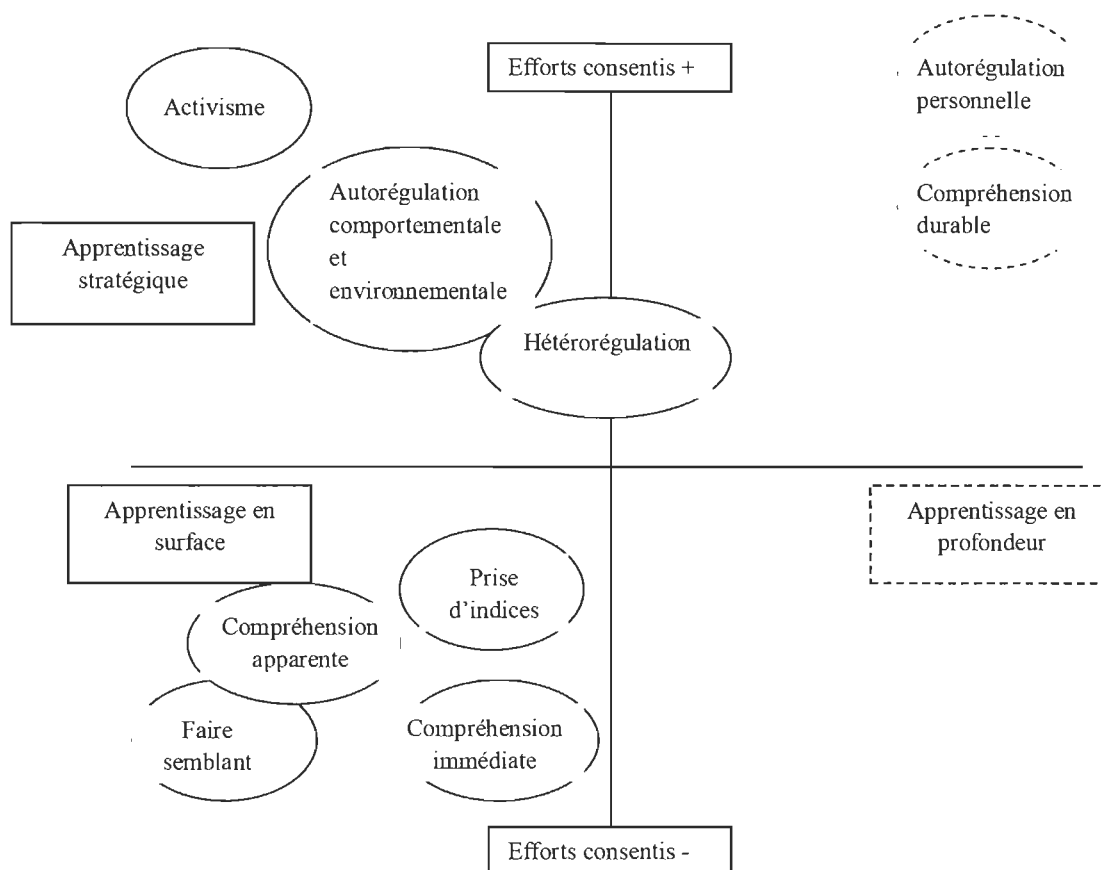 Efforts consentis +
Activisme
Autorégulation
personnelle
Autorégulation
comportementale
et
environnementale
Compréhension
durable
Apprentissage
stratégique
Hétérorégulation
Apprentissage en
surface
Apprentissage en
profondeur
Prise
d'indices
Compréhension
apparente
Faire
semblant
Compréhension
immédiate
Efforts consentis -